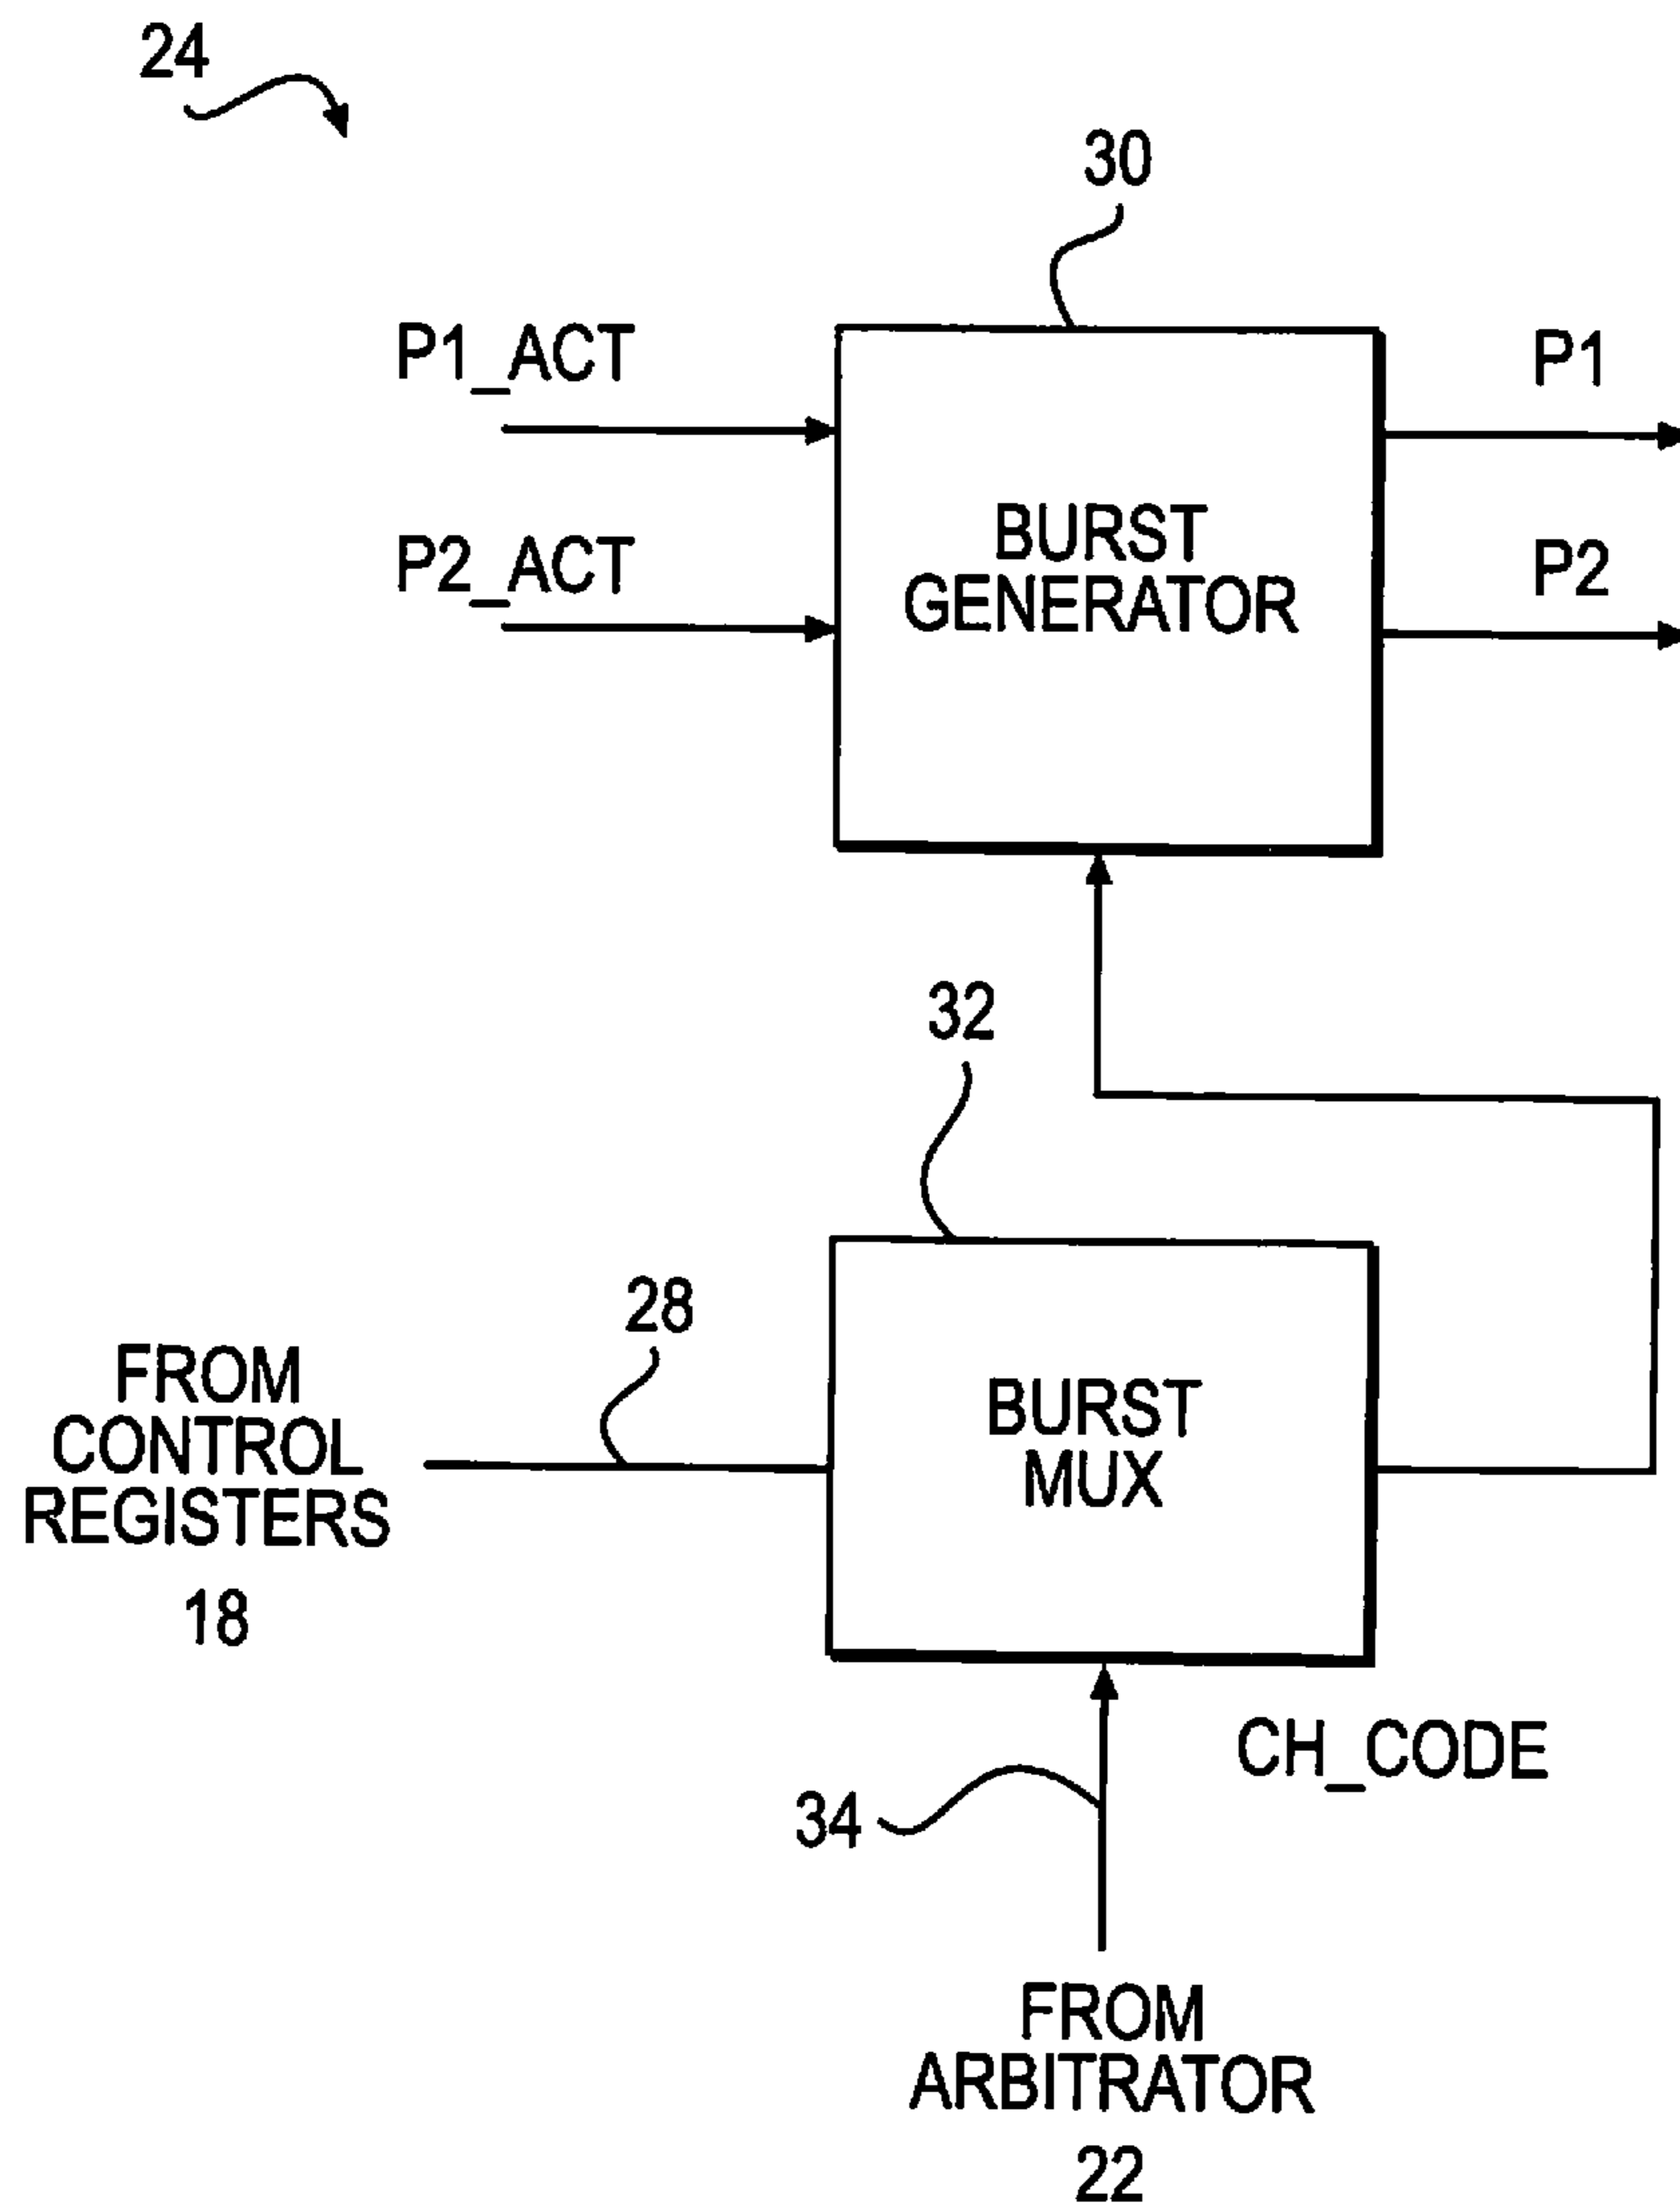 24
30
P1_ACT
P1
P2_ACT
P2
BURST
GENERATOR
32
28
FROM
CONTROL
REGISTERS
18
BURST
MUX
CH_CODE
34
FROM
ARBITRATOR
22